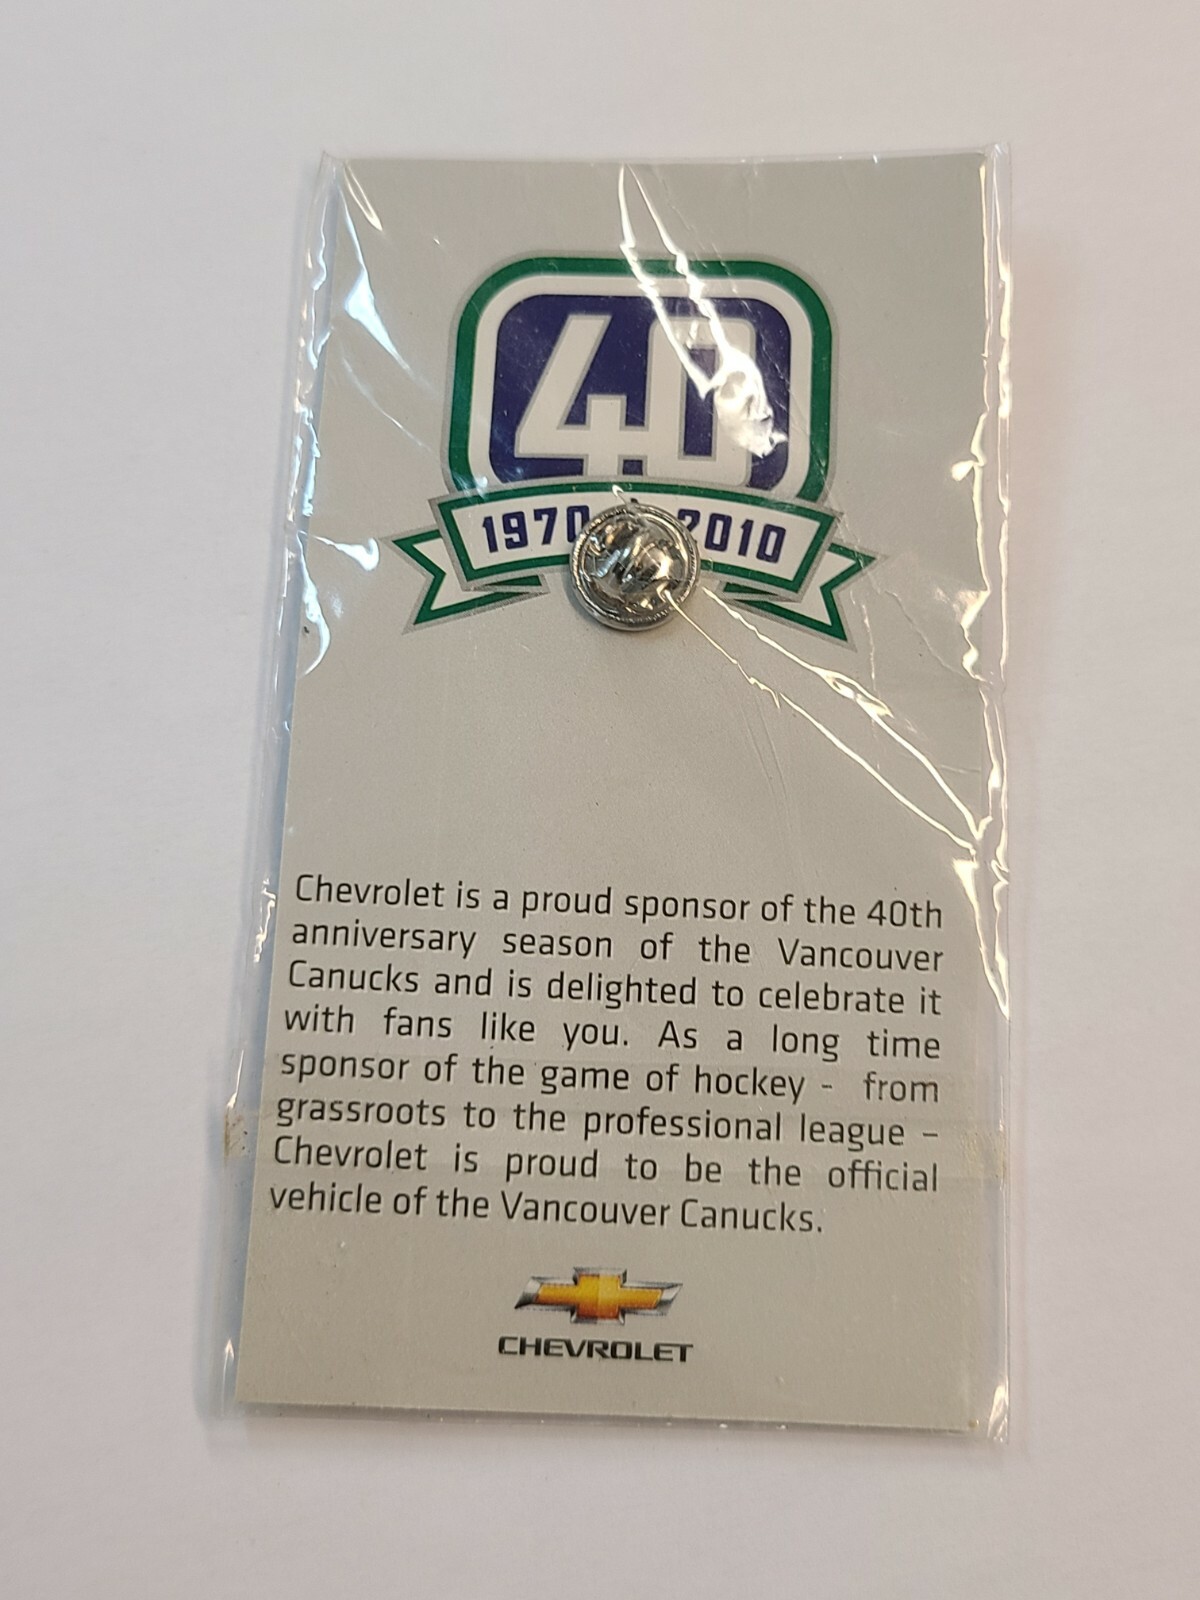 40
1970 2010
Chevrolet is a proud sponsor of the 40th
anniversary season of the Vancouver
Canucks and is delighted to celebrate it
with fans like you. As a long time
sponsor of the game of hockey - from
grassroots to the professional league –
Chevrolet is proud to be the official
vehicle of the Vancouver Canucks.
CHEVROLET